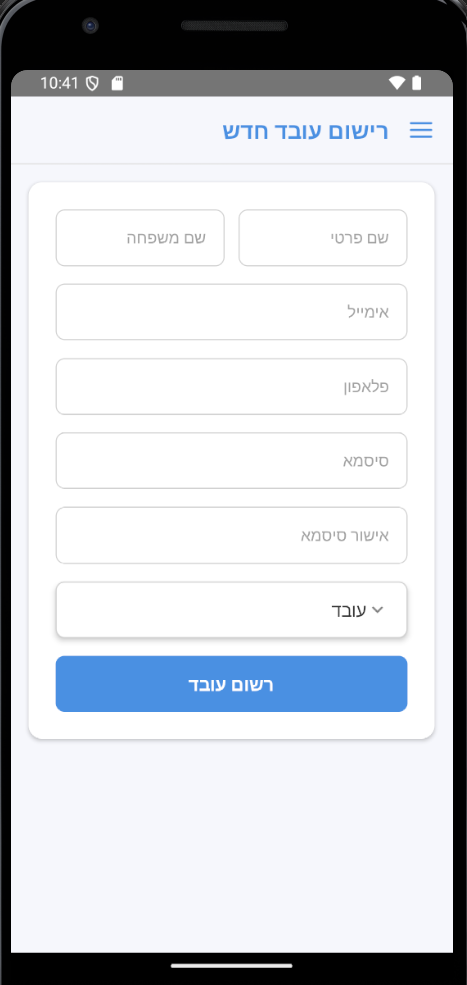 10:41
רישום עובד חדש
שם פרטי
שם משפחה
אימייל
פלאפון
סיסמא
אישור סיסמא
עובד
רשום עובד